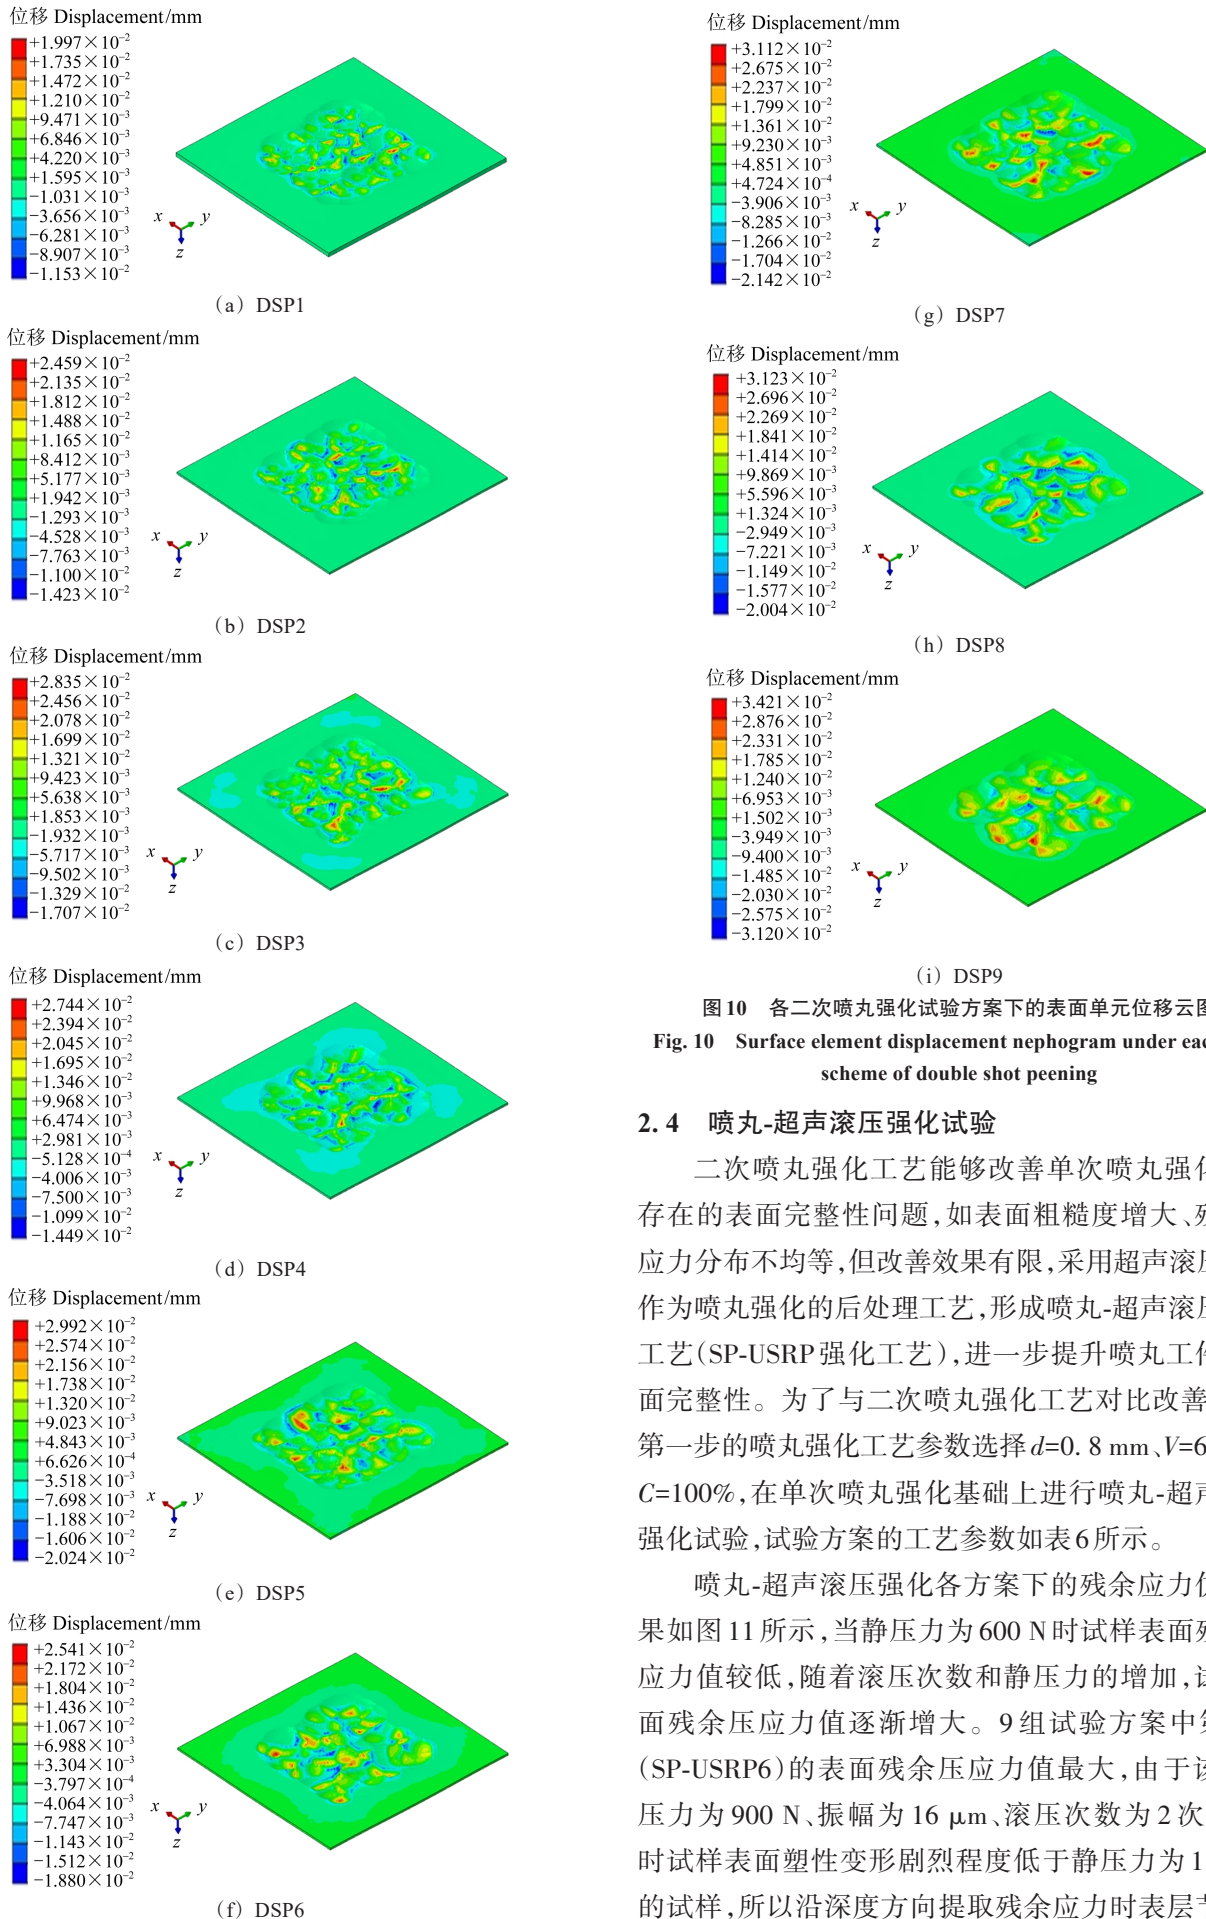 位移 Displacement/mm
+1.997×10⁻²
+1.735×10⁻²
+1.472×10⁻²
+1.210×10⁻²
+9.471×10⁻³
+6.846×10⁻³
+4.220×10⁻³
+1.595×10⁻³
−1.031×10⁻³
−3.656×10⁻³
−6.281×10⁻³
−8.907×10⁻³
−1.153×10⁻²
x y
z
(a) DSP1
位移 Displacement/mm
+2.459×10⁻²
+2.135×10⁻²
+1.812×10⁻²
+1.488×10⁻²
+1.165×10⁻²
+8.412×10⁻³
+5.177×10⁻³
+1.942×10⁻³
−1.293×10⁻³
−4.528×10⁻³
−7.763×10⁻³
−1.100×10⁻²
−1.423×10⁻²
x y
z
(b) DSP2
位移 Displacement/mm
+2.835×10⁻²
+2.456×10⁻²
+2.078×10⁻²
+1.699×10⁻²
+1.321×10⁻²
+9.423×10⁻³
+5.638×10⁻³
+1.853×10⁻³
−1.932×10⁻³
−5.717×10⁻³
−9.502×10⁻³
−1.329×10⁻²
−1.707×10⁻²
x y
z
(c) DSP3
位移 Displacement/mm
+2.744×10⁻²
+2.394×10⁻²
+2.045×10⁻²
+1.695×10⁻²
+1.346×10⁻²
+9.968×10⁻³
+6.474×10⁻³
+2.981×10⁻³
−5.128×10⁻⁴
−4.006×10⁻³
−7.500×10⁻³
−1.099×10⁻²
−1.449×10⁻²
x y
z
(d) DSP4
位移 Displacement/mm
+2.992×10⁻²
+2.574×10⁻²
+2.156×10⁻²
+1.738×10⁻²
+1.320×10⁻²
+9.023×10⁻³
+4.843×10⁻³
+6.626×10⁻⁴
−3.518×10⁻³
−7.698×10⁻³
−1.188×10⁻²
−1.606×10⁻²
−2.024×10⁻²
x y
z
(e) DSP5
位移 Displacement/mm
+2.541×10⁻²
+2.172×10⁻²
+1.804×10⁻²
+1.436×10⁻²
+1.067×10⁻²
+6.988×10⁻³
+3.304×10⁻³
−3.797×10⁻⁴
−4.064×10⁻³
−7.747×10⁻³
−1.143×10⁻²
−1.512×10⁻²
−1.880×10⁻²
x y
z
(f) DSP6
位移 Displacement/mm
+3.112×10⁻²
+2.675×10⁻²
+2.237×10⁻²
+1.799×10⁻²
+1.361×10⁻²
+9.230×10⁻³
+4.851×10⁻³
+4.724×10⁻⁴
−3.906×10⁻³
−8.285×10⁻³
−1.266×10⁻²
−1.704×10⁻²
−2.142×10⁻²
x y
z
(g) DSP7
位移 Displacement/mm
+3.123×10⁻²
+2.696×10⁻²
+2.269×10⁻²
+1.841×10⁻²
+1.414×10⁻²
+9.869×10⁻³
+5.596×10⁻³
+1.324×10⁻³
−2.949×10⁻³
−7.221×10⁻³
−1.149×10⁻²
−1.577×10⁻²
−2.004×10⁻²
x y
z
(h) DSP8
位移 Displacement/mm
+3.421×10⁻²
+2.876×10⁻²
+2.331×10⁻²
+1.785×10⁻²
+1.240×10⁻²
+6.953×10⁻³
+1.502×10⁻³
−3.949×10⁻³
−9.400×10⁻³
−1.485×10⁻²
−2.030×10⁻²
−2.575×10⁻²
−3.120×10⁻²
x y
z
(i) DSP9
图10 各二次喷丸强化试验方案下的表面单元位移云图
Fig. 10 Surface element displacement nephogram under eac
scheme of double shot peening
2.4 喷丸-超声滚压强化试验
二次喷丸强化工艺能够改善单次喷丸强化
存在的表面完整性问题,如表面粗糙度增大、残
应力分布不均等,但改善效果有限,采用超声滚压
作为喷丸强化的后处理工艺,形成喷丸-超声滚压
工艺(SP-USRP强化工艺),进一步提升喷丸工件
面完整性。为了与二次喷丸强化工艺对比改善
第一步的喷丸强化工艺参数选择d=0.8 mm、V=6
C=100%,在单次喷丸强化基础上进行喷丸-超声
强化试验,试验方案的工艺参数如表6所示。
喷丸-超声滚压强化各方案下的残余应力仿
果如图11所示,当静压力为600 N时试样表面残
应力值较低,随着滚压次数和静压力的增加,试
面残余压应力值逐渐增大。9组试验方案中第
(SP-USRP6)的表面残余压应力值最大,由于该
压力为900 N、振幅为16 μm、滚压次数为2次
时试样表面塑性变形剧烈程度低于静压力为1
的试样,所以沿深度方向提取残余应力时表层节